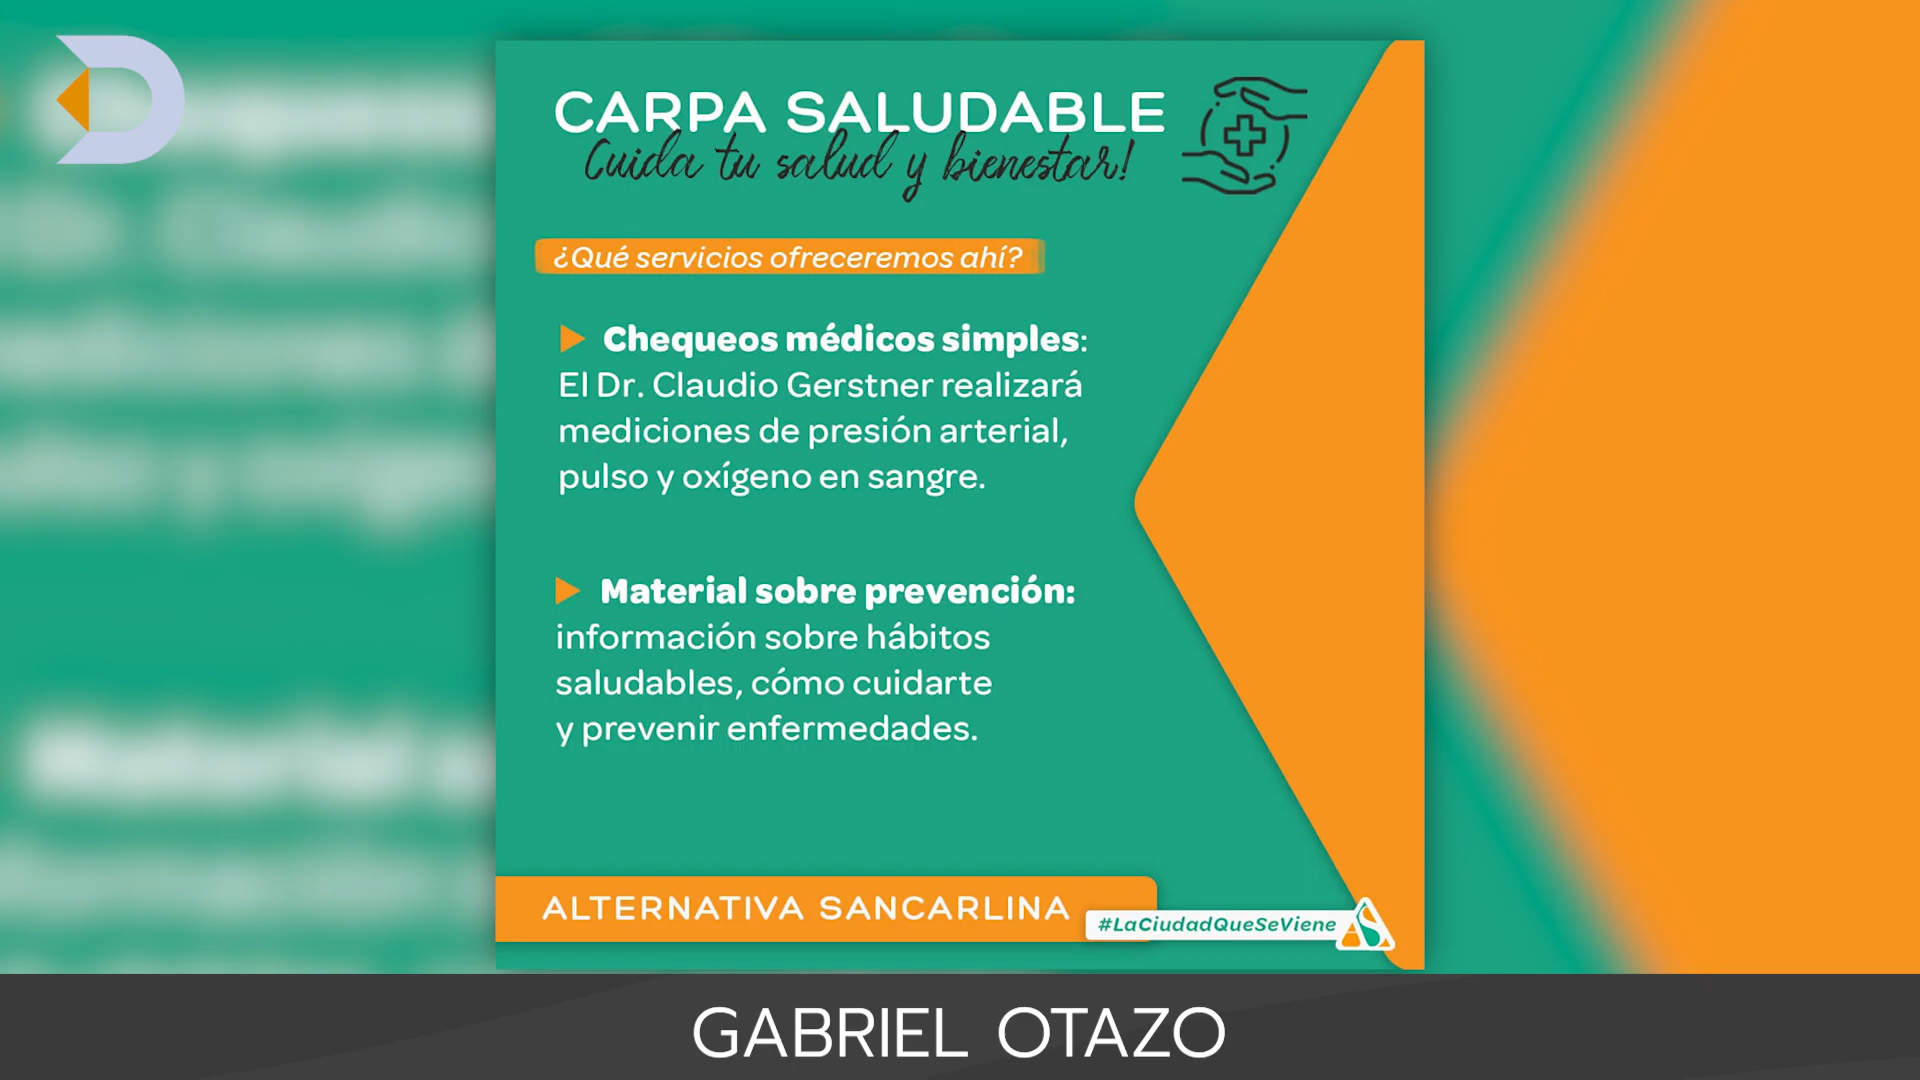 CARPA SALUDABLE
Cuida tu salud y bienestar!
¿Qué servicios ofreceremos ahí?
Chequeos médicos simples:
El Dr. Claudio Gerstner realizará
mediciones de presión arterial,
pulso y oxígeno en sangre.
Material sobre prevención:
información sobre hábitos
saludables, cómo cuidarte
y prevenir enfermedades.
ALTERNATIVA SANCARLINA
#LaCiudadQueSeViene
GABRIEL OTAZO